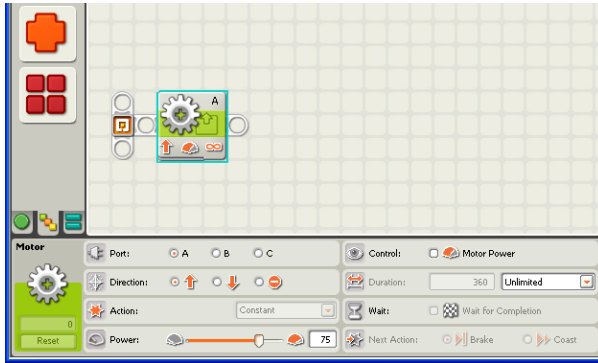 A
Motor
0
Reset
Port: A B C
Direction:
Action: Constant
Power: 75
Control: Motor Power
Duration: 360 Unlimited
Wait: Wait for Completion
Next Action: Brake Coast